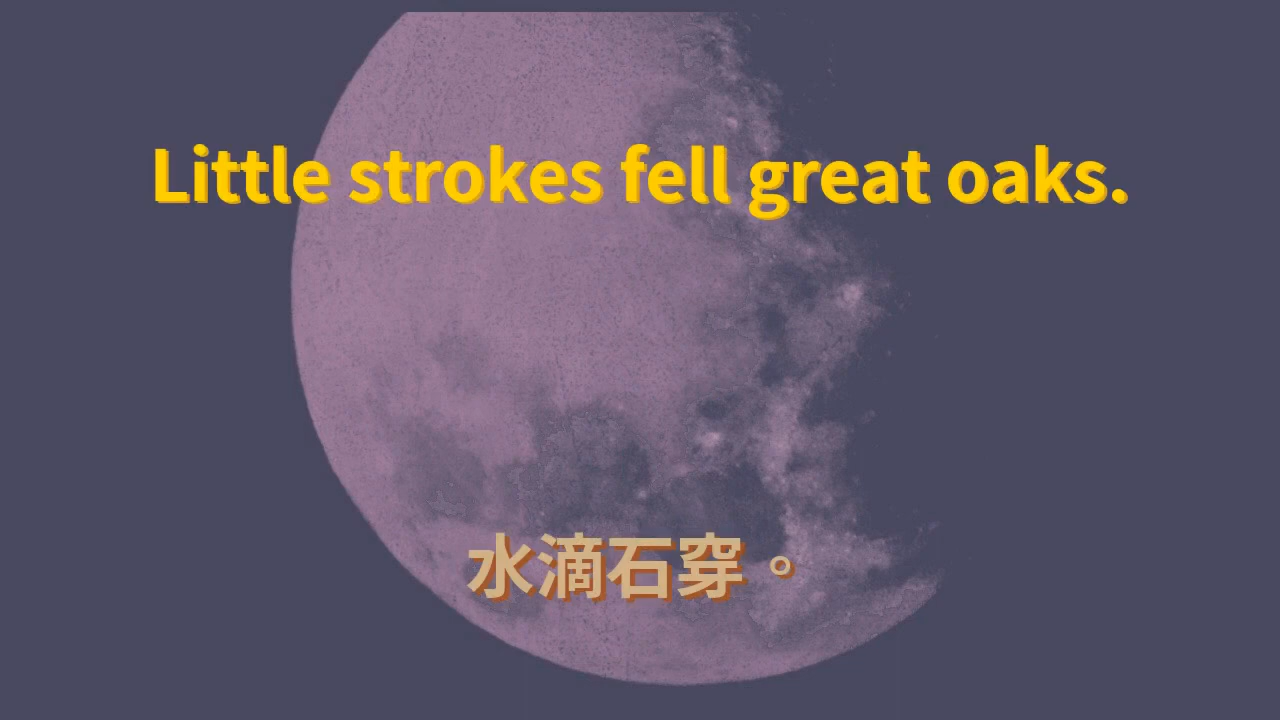 Little strokes fell great oaks.
水滴石穿。